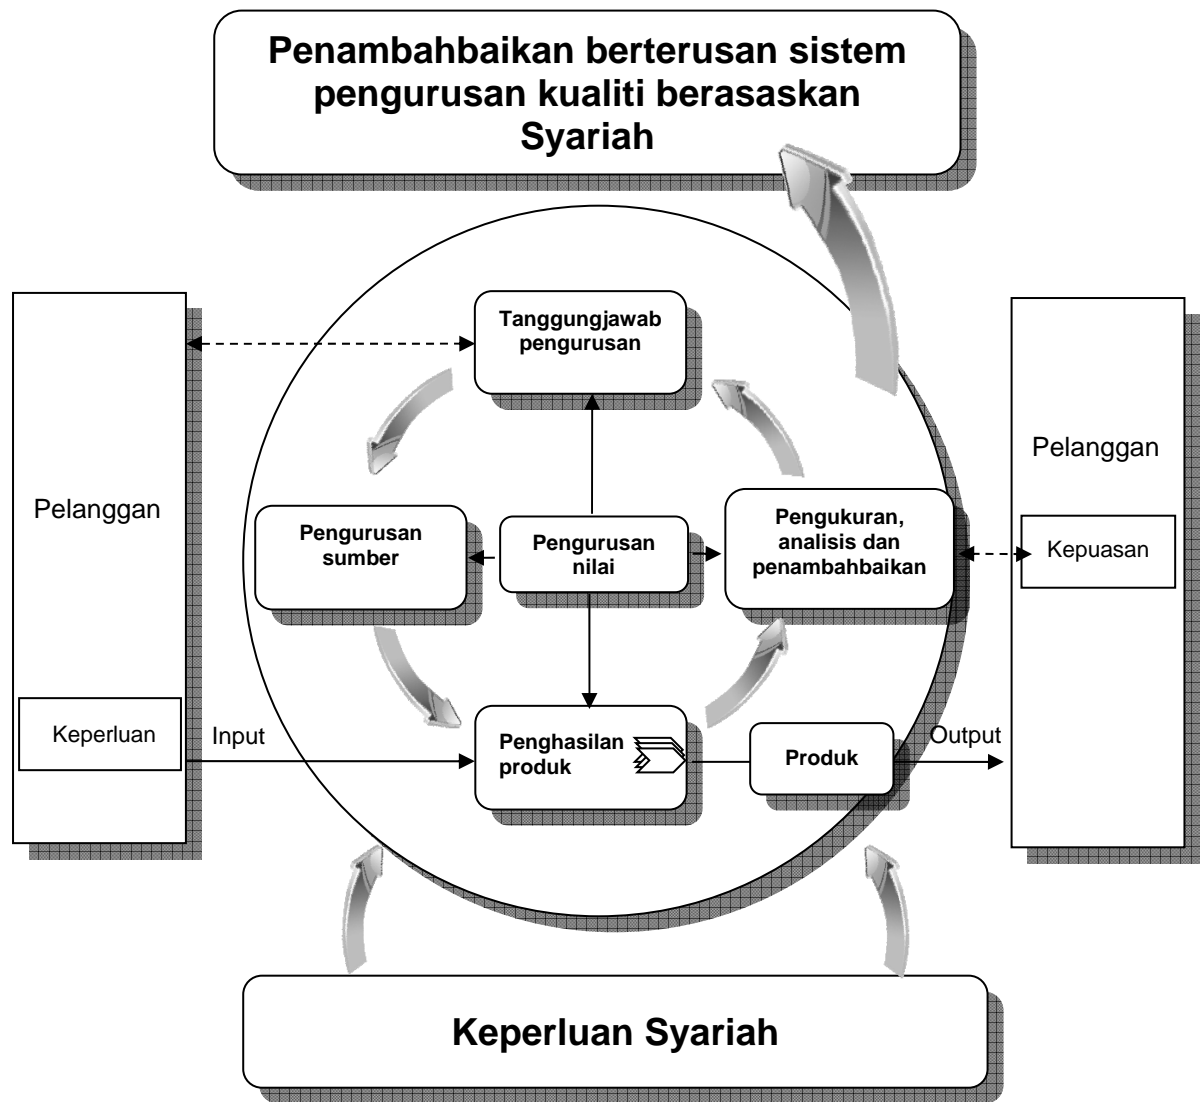 Penambahbaikan berterusan sistem
pengurusan kualiti berasaskan
Syariah
Tanggungjawab
pengurusan
Pelanggan
Pelanggan
Pengurusan
sumber
Pengurusan
nilai
Pengukuran,
analisis dan
penambahbaikan
Kepuasan
Keperluan
Input
Penghasilan
produk
Produk
Output
Keperluan Syariah